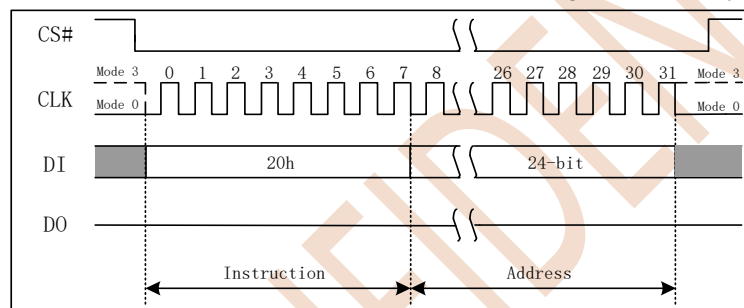 CS#
Mode 3 0 1 2 3 4 5 6 7 8 26 27 28 29 30 31 Mode 3
CLK
Mode 0 Mode 0
DI 20h 24-bit
DO
Instruction Address